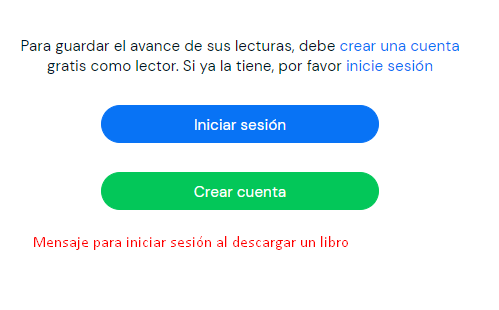 Para guardar el avance de sus lecturas, debe crear una cuenta
gratis como lector. Si ya la tiene, por favor inicie sesión
Iniciar sesión
Crear cuenta
Mensaje para iniciar sesión al descargar un libro